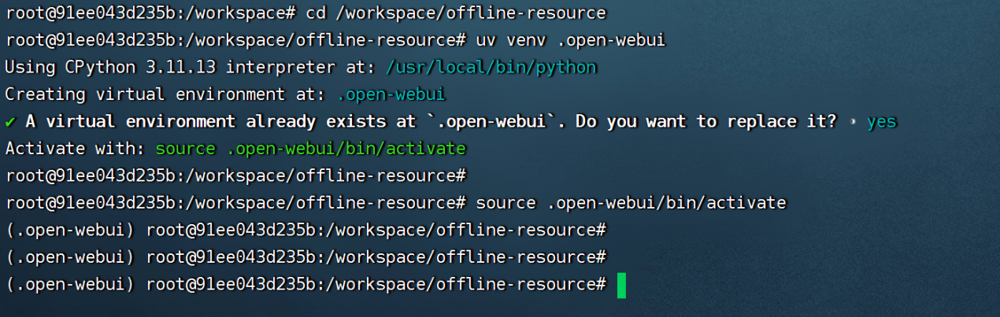 root@91ee043d235b:/workspace# cd /workspace/offline-resource
root@91ee043d235b:/workspace/offline-resource# uv venv .open-webui
Using CPython 3.11.13 interpreter at: /usr/local/bin/python
Creating virtual environment at: .open-webui
✔ A virtual environment already exists at `.open-webui`. Do you want to replace it? · yes
Activate with: source .open-webui/bin/activate
root@91ee043d235b:/workspace/offline-resource#
root@91ee043d235b:/workspace/offline-resource# source .open-webui/bin/activate
(.open-webui) root@91ee043d235b:/workspace/offline-resource#
(.open-webui) root@91ee043d235b:/workspace/offline-resource#
(.open-webui) root@91ee043d235b:/workspace/offline-resource#